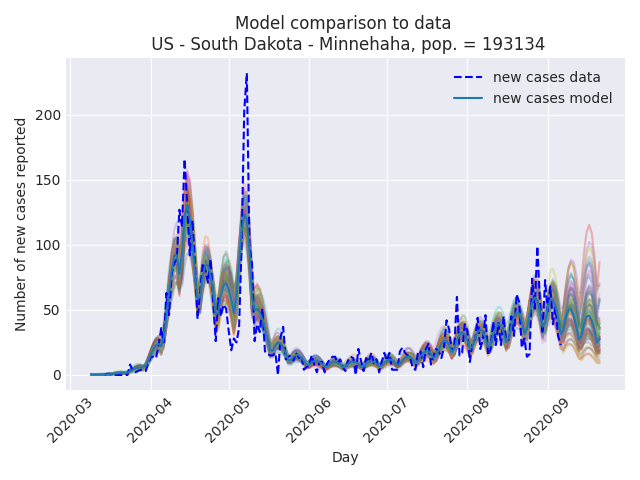 Model comparison to data
US - South Dakota - Minnehaha, pop. = 193134
new cases data
new cases model
Number of new cases reported
200
150
100
50
0
2020-03
2020-04
2020-05
2020-06
2020-07
2020-08
2020-09
Day